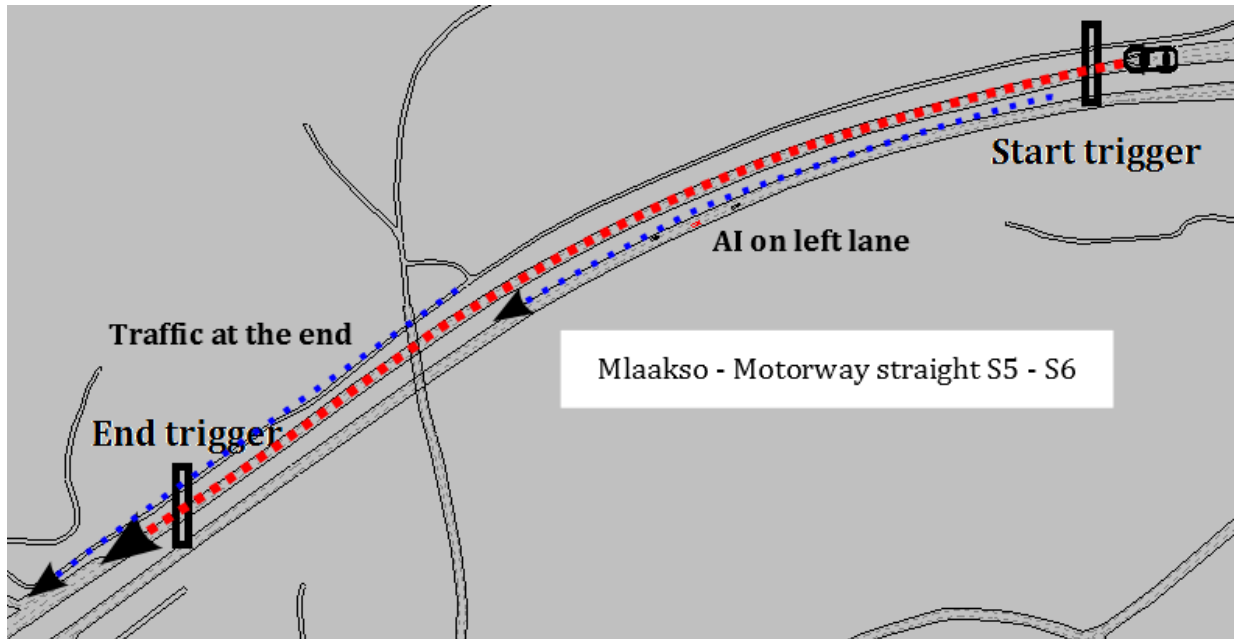 Start trigger
AI on left lane
Traffic at the end
Mlaakso - Motorway straight S5 - S6
End trigger